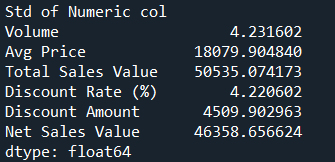 Std of Numeric col
Volume 4.231602
Avg Price 18079.904840
Total Sales Value 50535.074173
Discount Rate (%) 4.220602
Discount Amount 4509.902963
Net Sales Value 46358.656624
dtype: float64